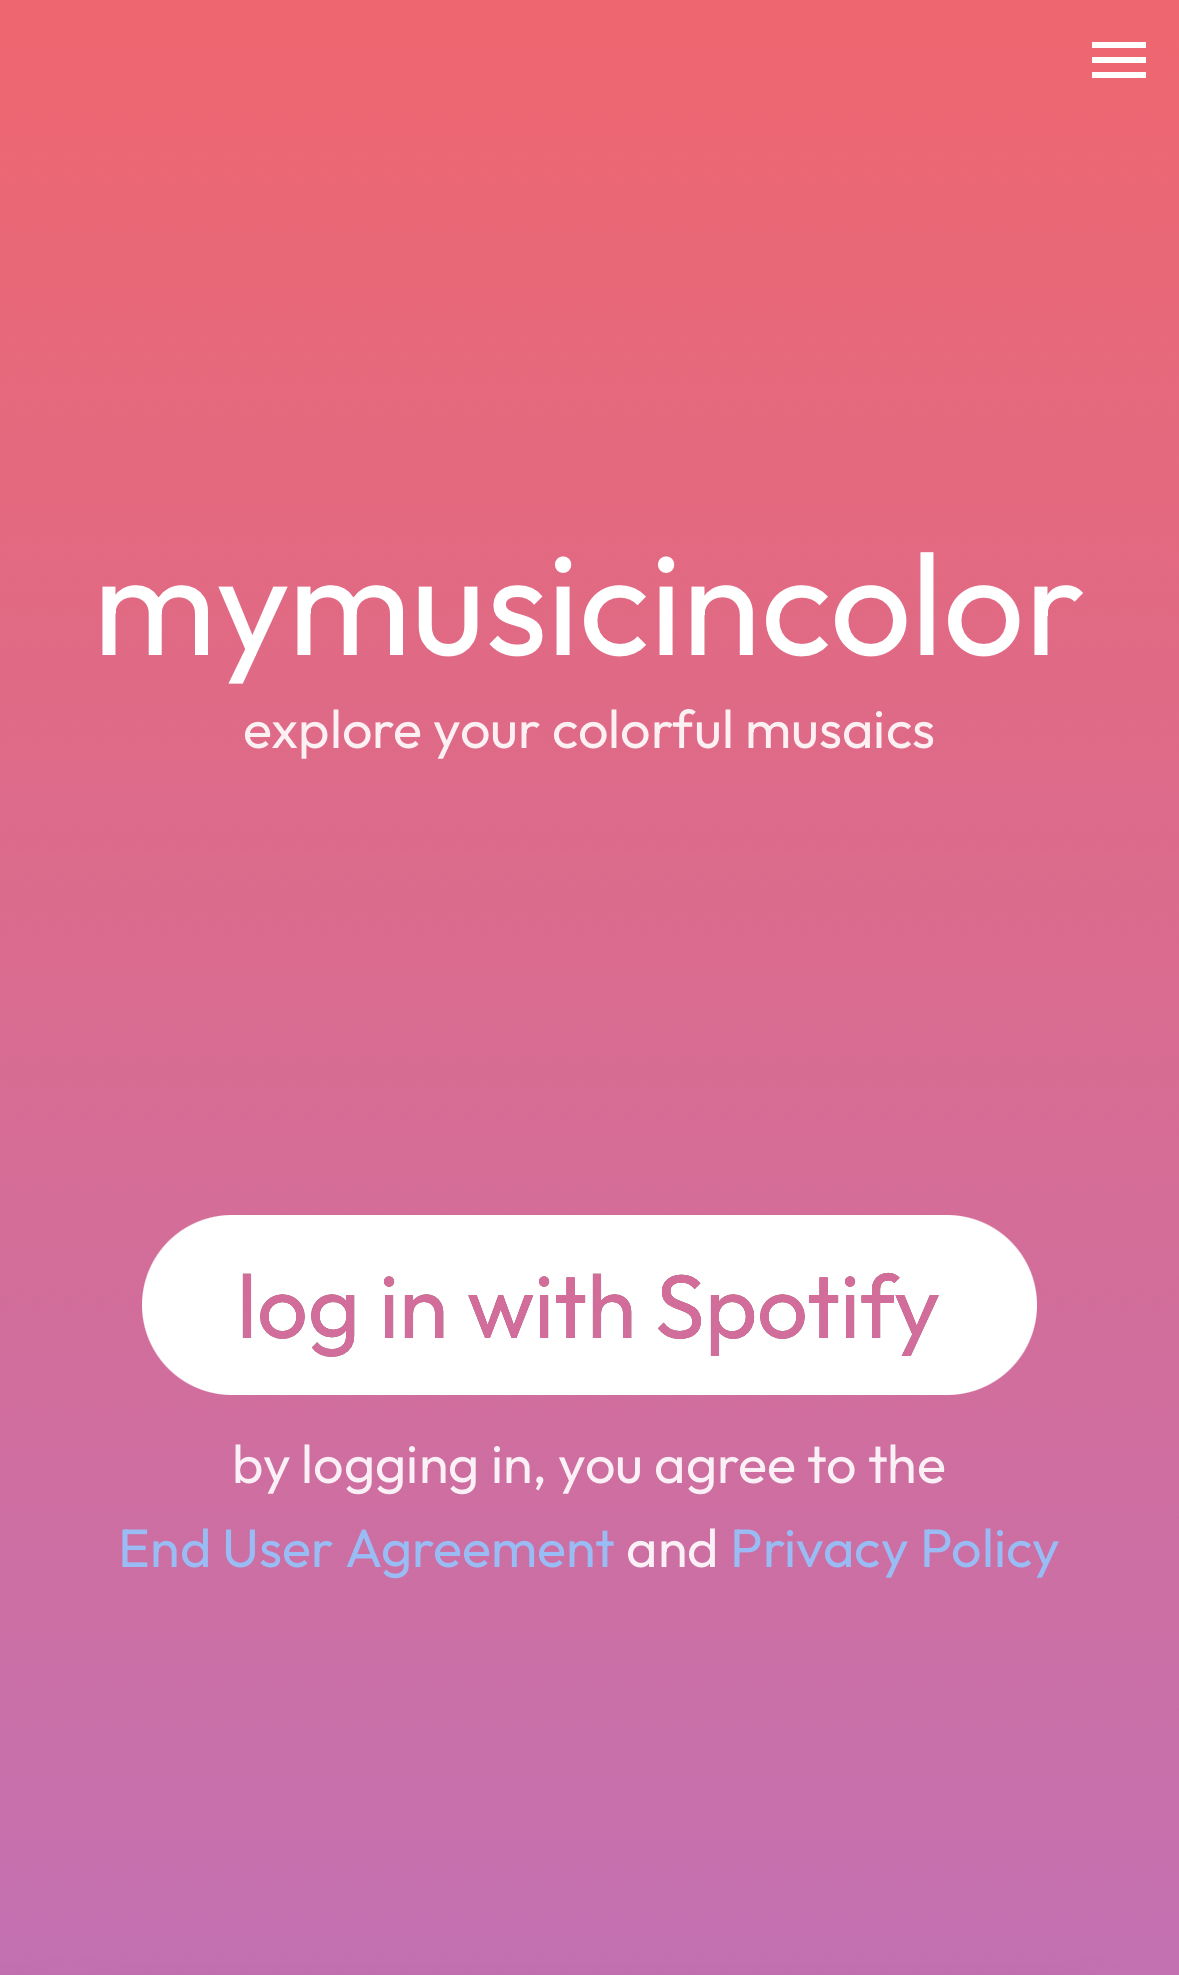 mymusicincolor
explore your colorful musaics
log in with Spotify
by logging in, you agree to the
End User Agreement and Privacy Policy